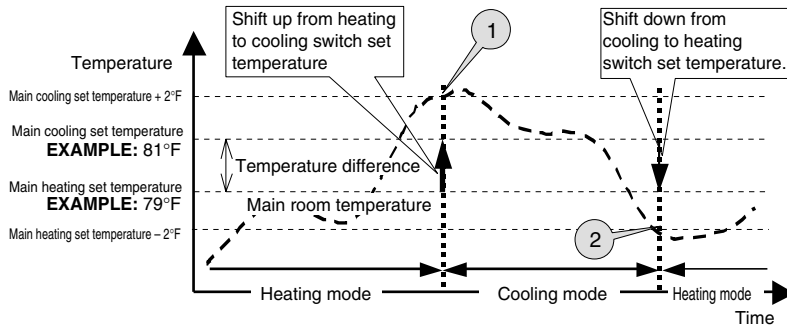 Shift up from heating
to cooling switch set
temperature
1
Shift down from
cooling to heating
switch set temperature.
Temperature
Main cooling set temperature + 2°F
Main cooling set temperature
EXAMPLE: 81°F
Temperature difference
Main heating set temperature
EXAMPLE: 79°F
Main room temperature
Main heating set temperature – 2°F
2
Heating mode
Cooling mode
Heating mode
Time